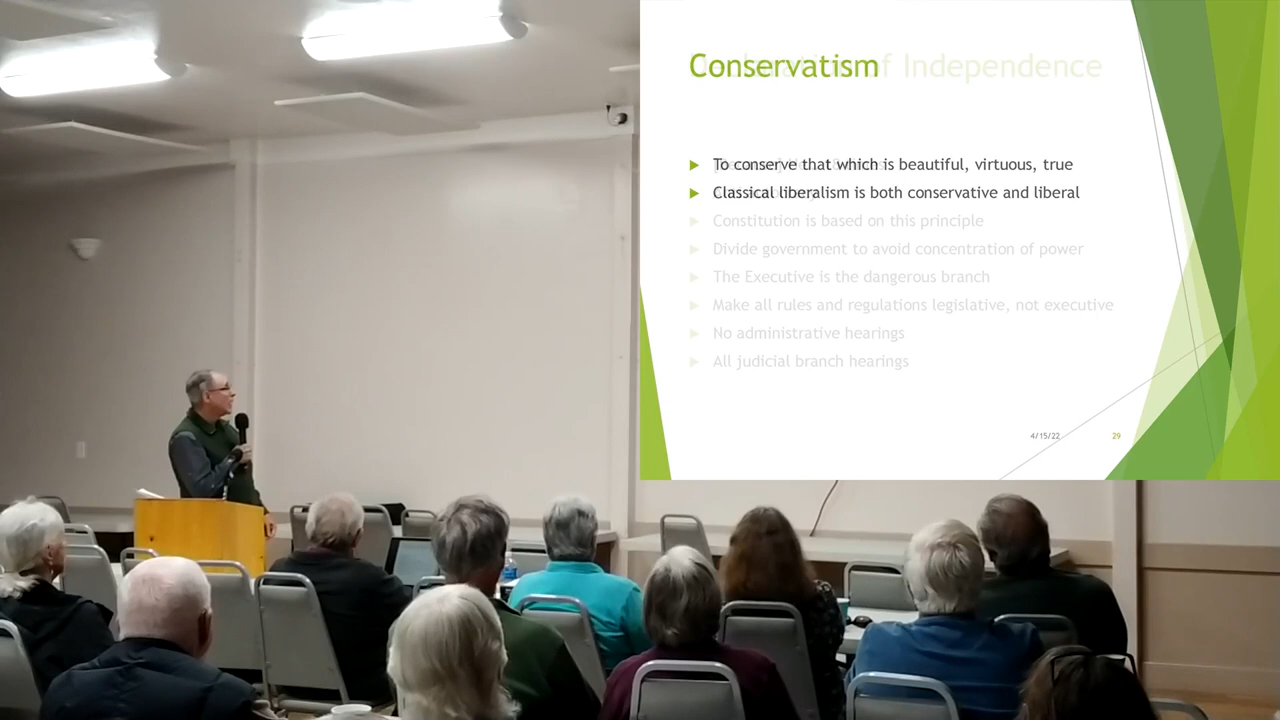 Conservatism
f Independence
To conserve that which is beautiful, virtuous, true
Classical liberalism is both conservative and liberal
Constitution is based on this principle
Divide government to avoid concentration of power
The Executive is the dangerous branch
Make all rules and regulations legislative, not executive
No administrative hearings
All judicial branch hearings
4/15/22
29